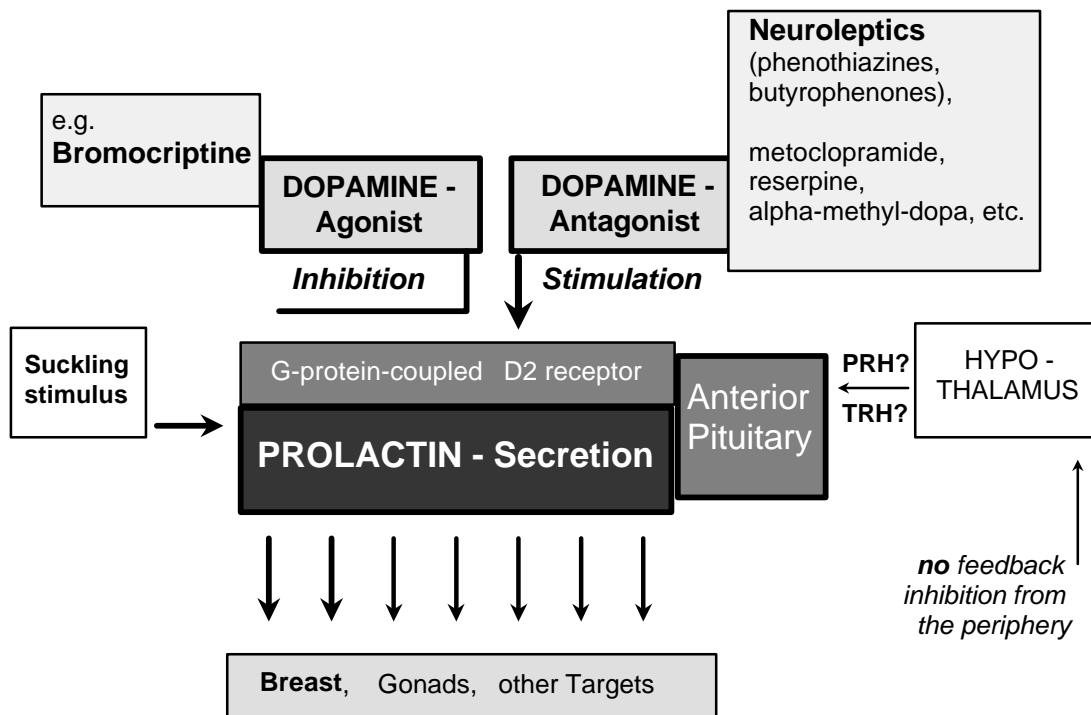 e.g.
Bromocriptine
DOPAMINE -
Agonist
DOPAMINE -
Antagonist
Neuroleptics
(phenothiazines,
butyrophenones),
metoclopramide,
reserpine,
alpha-methyl-dopa, etc.
Inhibition
Stimulation
Suckling
stimulus
G-protein-coupled D2 receptor
PROLACTIN - Secretion
Anterior
Pituitary
PRH?
TRH?
HYPO -
THALAMUS
no feedback
inhibition from
the periphery
Breast, Gonads, other Targets